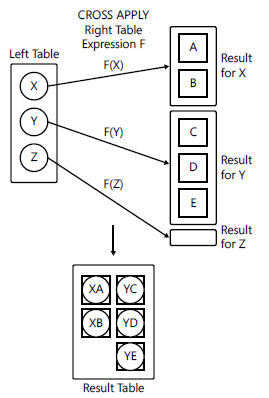 CROSS APPLY
Right Table
Expression F
Left Table
X
Y
Z
F(X)
F(Y)
F(Z)
A
B
Result
for X
C
D
E
Result
for Y
Result
for Z
XA YC
XB YD
YE
Result Table